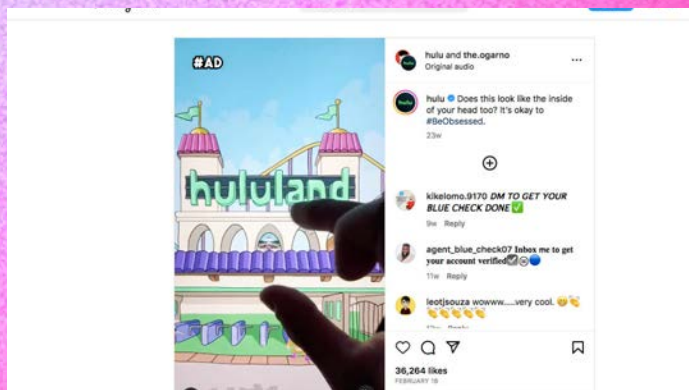 #AD
hululand
hulu and the.ogarno
Original audio
hulu Does this look like the inside
of your head too? It's okay to
#BeObsessed.
23w
kikelomo.9170 DM TO GET YOUR
BLUE CHECK DONE
9w Reply
agent_blue_check07 Inbox me to get
your account verified
11w Reply
leotjsouza wowww.....very cool.
Reply
36,264 likes